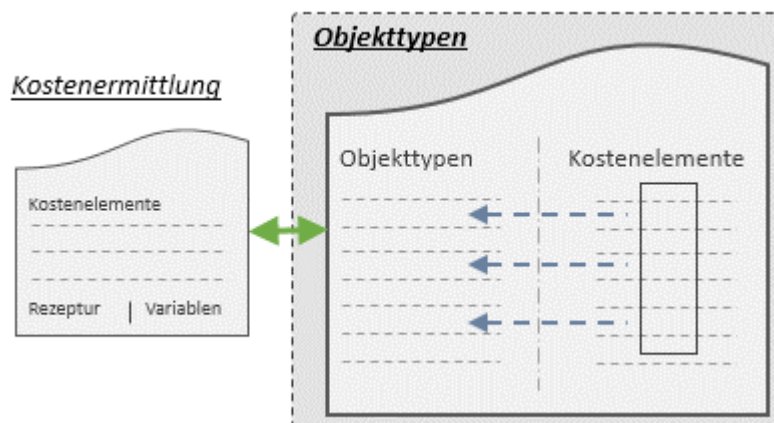 Objekttypen
Kostenermittlung
Objekttypen
Kostenelemente
Kostenelemente
Rezeptur | Variablen